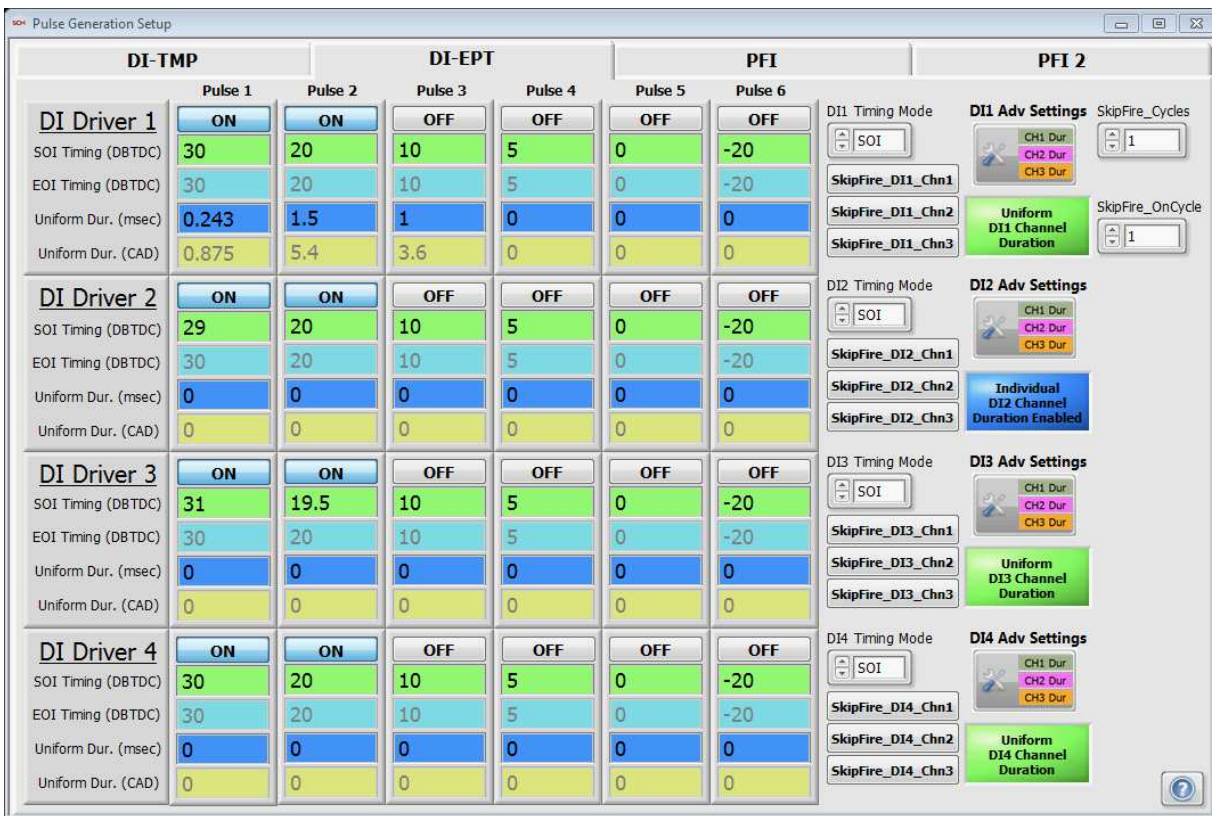 SCM Pulse Generation Setup
DI-TMP DI-EPT PFI PFI 2
Pulse 1 Pulse 2 Pulse 3 Pulse 4 Pulse 5 Pulse 6
DI Driver 1 ON ON OFF OFF OFF OFF
SOI Timing (DBTDC) 30 20 10 5 0 -20
EOI Timing (DBTDC) 30 20 10 5 0 -20
Uniform Dur. (msec) 0.243 1.5 1 0 0 0
Uniform Dur. (CAD) 0.875 5.4 3.6 0 0 0
DI1 Timing Mode
SOI
SkipFire_DI1_Chn1
SkipFire_DI1_Chn2
SkipFire_DI1_Chn3
DI1 Adv Settings
CH1 Dur
CH2 Dur
CH3 Dur
Uniform
DI1 Channel
Duration
SkipFire_Cycles
1
SkipFire_OnCycle
1
DI Driver 2 ON ON OFF OFF OFF OFF
SOI Timing (DBTDC) 29 20 10 5 0 -20
EOI Timing (DBTDC) 30 20 10 5 0 -20
Uniform Dur. (msec) 0 0 0 0 0 0
Uniform Dur. (CAD) 0 0 0 0 0 0
DI2 Timing Mode
SOI
SkipFire_DI2_Chn1
SkipFire_DI2_Chn2
SkipFire_DI2_Chn3
DI2 Adv Settings
CH1 Dur
CH2 Dur
CH3 Dur
Individual
DI2 Channel
Duration Enabled
DI Driver 3 ON ON OFF OFF OFF OFF
SOI Timing (DBTDC) 31 19.5 10 5 0 -20
EOI Timing (DBTDC) 30 20 10 5 0 -20
Uniform Dur. (msec) 0 0 0 0 0 0
Uniform Dur. (CAD) 0 0 0 0 0 0
DI3 Timing Mode
SOI
SkipFire_DI3_Chn1
SkipFire_DI3_Chn2
SkipFire_DI3_Chn3
DI3 Adv Settings
CH1 Dur
CH2 Dur
CH3 Dur
Uniform
DI3 Channel
Duration
DI Driver 4 ON ON OFF OFF OFF OFF
SOI Timing (DBTDC) 30 20 10 5 0 -20
EOI Timing (DBTDC) 30 20 10 5 0 -20
Uniform Dur. (msec) 0 0 0 0 0 0
Uniform Dur. (CAD) 0 0 0 0 0 0
DI4 Timing Mode
SOI
SkipFire_DI4_Chn1
SkipFire_DI4_Chn2
SkipFire_DI4_Chn3
DI4 Adv Settings
CH1 Dur
CH2 Dur
CH3 Dur
Uniform
DI4 Channel
Duration
?